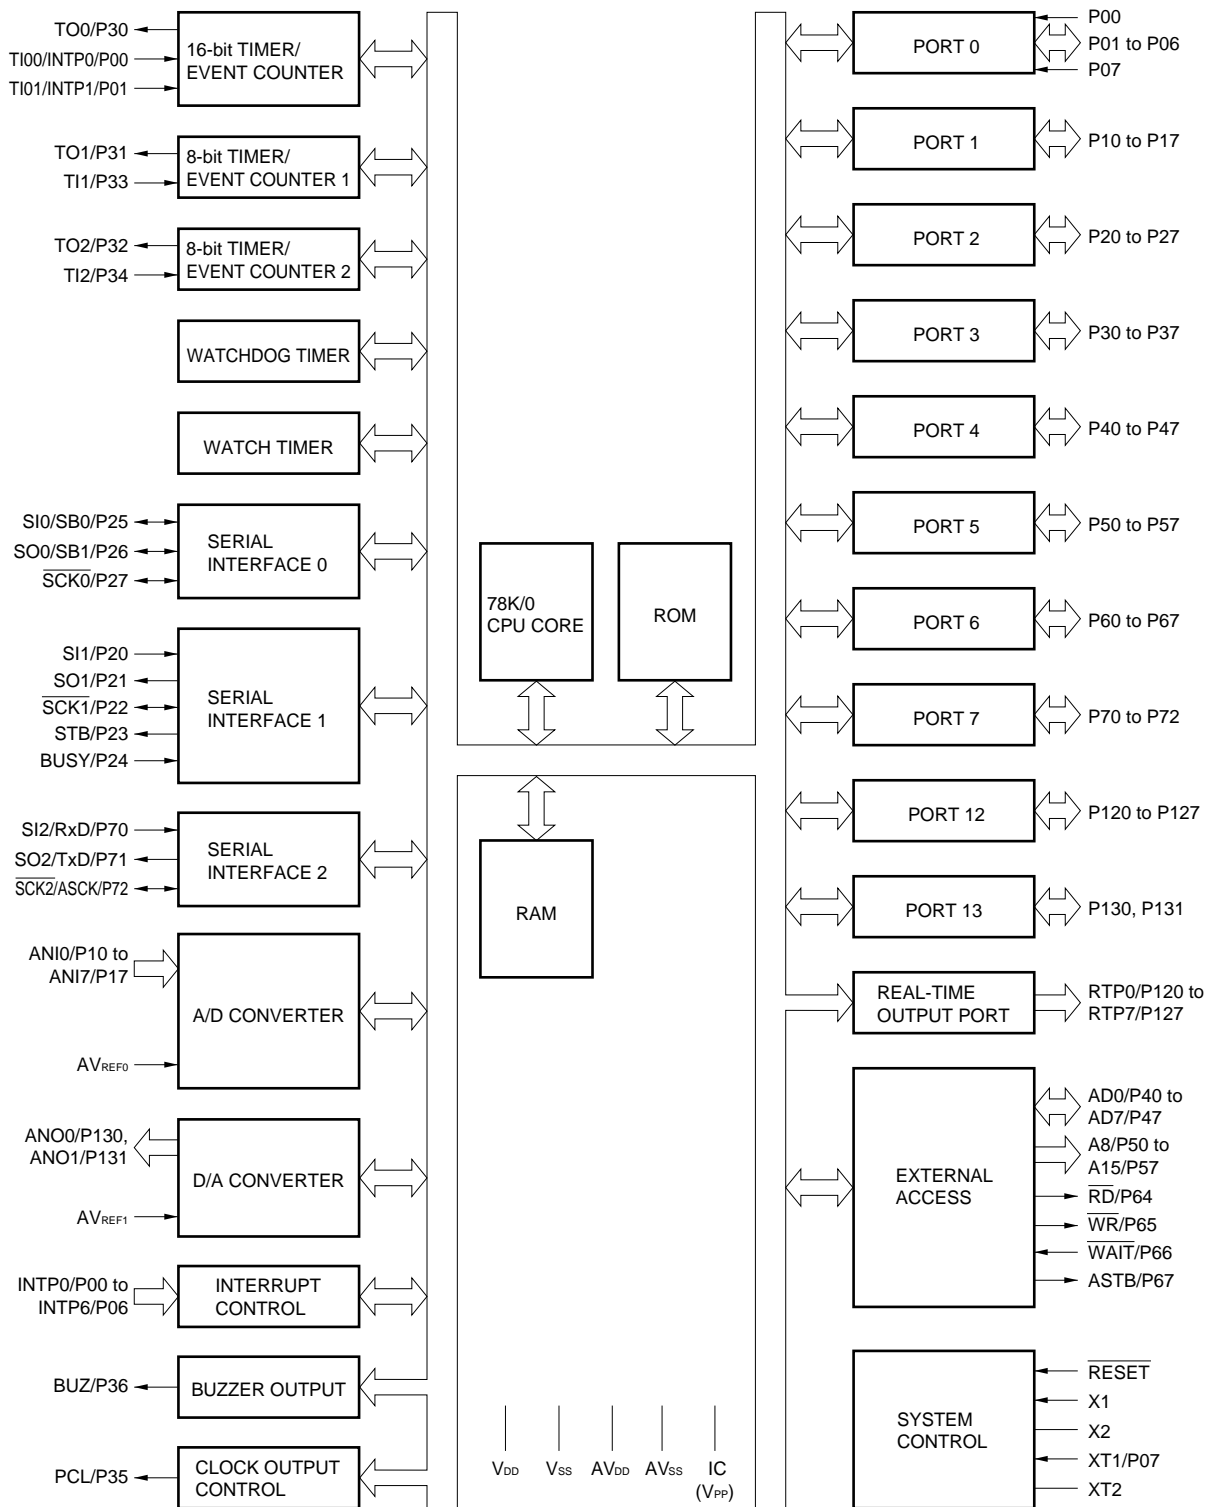 TO0/P30
TI00/INTP0/P00
TI01/INTP1/P01
16-bit TIMER/
EVENT COUNTER
TO1/P31
TI1/P33
8-bit TIMER/
EVENT COUNTER 1
TO2/P32
TI2/P34
8-bit TIMER/
EVENT COUNTER 2
WATCHDOG TIMER
WATCH TIMER
SI0/SB0/P25
SO0/SB1/P26
SCK0/P27
SERIAL
INTERFACE 0
SI1/P20
SO1/P21
SCK1/P22
STB/P23
BUSY/P24
SERIAL
INTERFACE 1
SI2/RxD/P70
SO2/TxD/P71
SCK2/ASCK/P72
SERIAL
INTERFACE 2
ANI0/P10 to
ANI7/P17
AVREF0
A/D CONVERTER
ANO0/P130,
ANO1/P131
AVREF1
D/A CONVERTER
INTP0/P00 to
INTP6/P06
INTERRUPT
CONTROL
BUZ/P36
BUZZER OUTPUT
PCL/P35
CLOCK OUTPUT
CONTROL
78K/0
CPU CORE
ROM
RAM
VDD
VSS
AVDD
AVSS
IC
(VPP)
PORT 0
P00
P01 to P06
P07
PORT 1
P10 to P17
PORT 2
P20 to P27
PORT 3
P30 to P37
PORT 4
P40 to P47
PORT 5
P50 to P57
PORT 6
P60 to P67
PORT 7
P70 to P72
PORT 12
P120 to P127
PORT 13
P130, P131
REAL-TIME
OUTPUT PORT
RTP0/P120 to
RTP7/P127
EXTERNAL
ACCESS
AD0/P40 to
AD7/P47
A8/P50 to
A15/P57
RD/P64
WR/P65
WAIT/P66
ASTB/P67
SYSTEM
CONTROL
RESET
X1
X2
XT1/P07
XT2